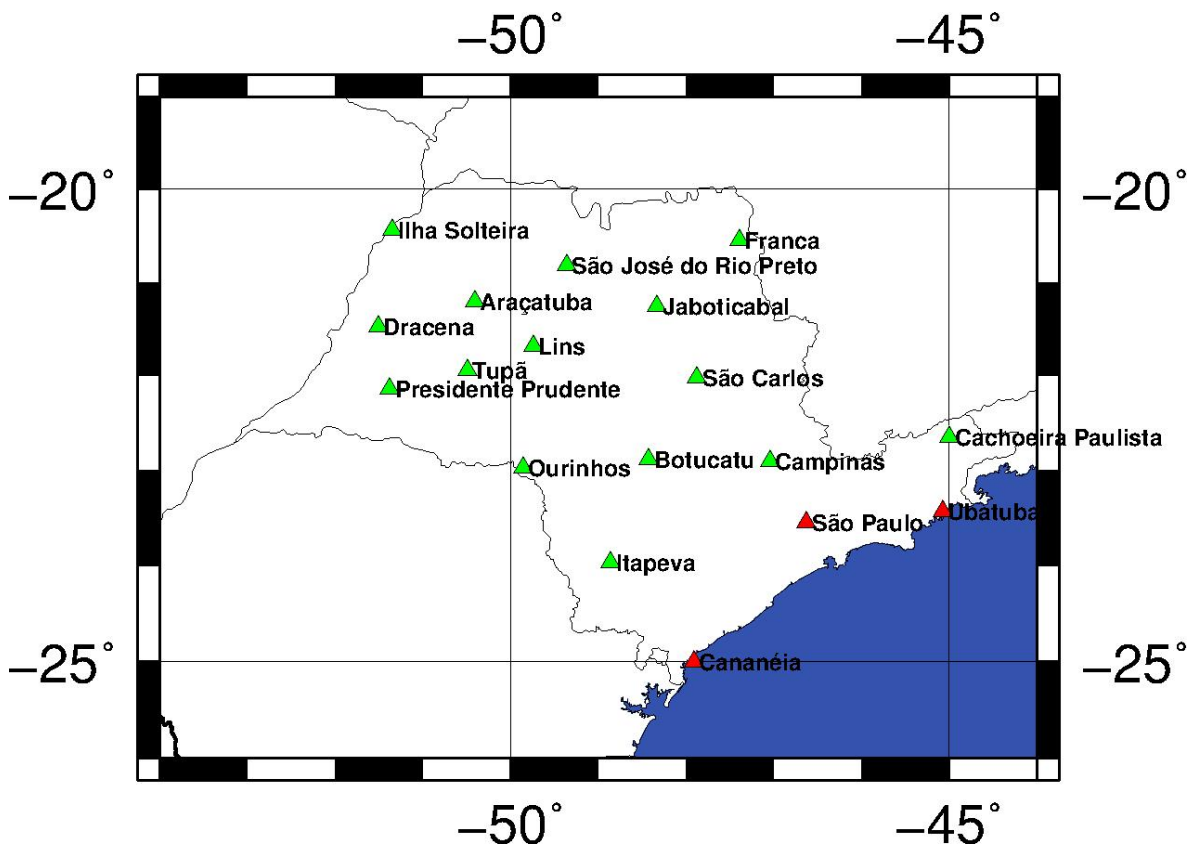 −50° −45°
−20° −20°
Ilha Solteira
Franca
São José do Rio Preto
Araçatuba
Jaboticabal
Dracena
Lins
Tupã
São Carlos
Presidente Prudente
Cachoeira Paulista
Ourinhos
Botucatu
Campinas
Ubatuba
São Paulo
Itapeva
−25° −25°
Cananéia
−50° −45°